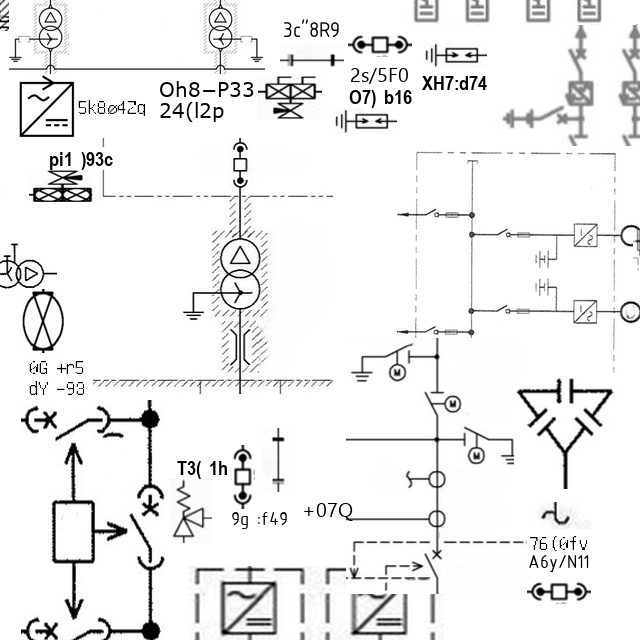 3c"8R9
2s/5F0
O7) b16
XH7:d74
Oh8-P33
24(l2p
5k8ø4Zq
pi1 )93c
0G +r5
dY -93
M
M
M
T3( 1h
9g :f49
+07Q
76(0fv
A6y/N11